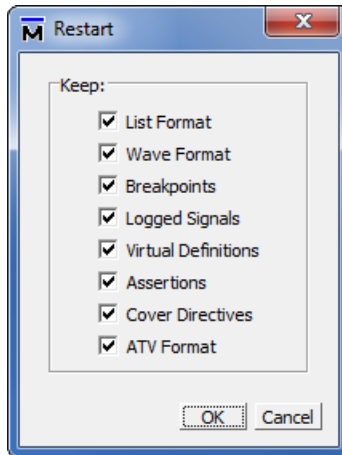 M Restart
X
Keep:
List Format
Wave Format
Breakpoints
Logged Signals
Virtual Definitions
Assertions
Cover Directives
ATV Format
OK Cancel